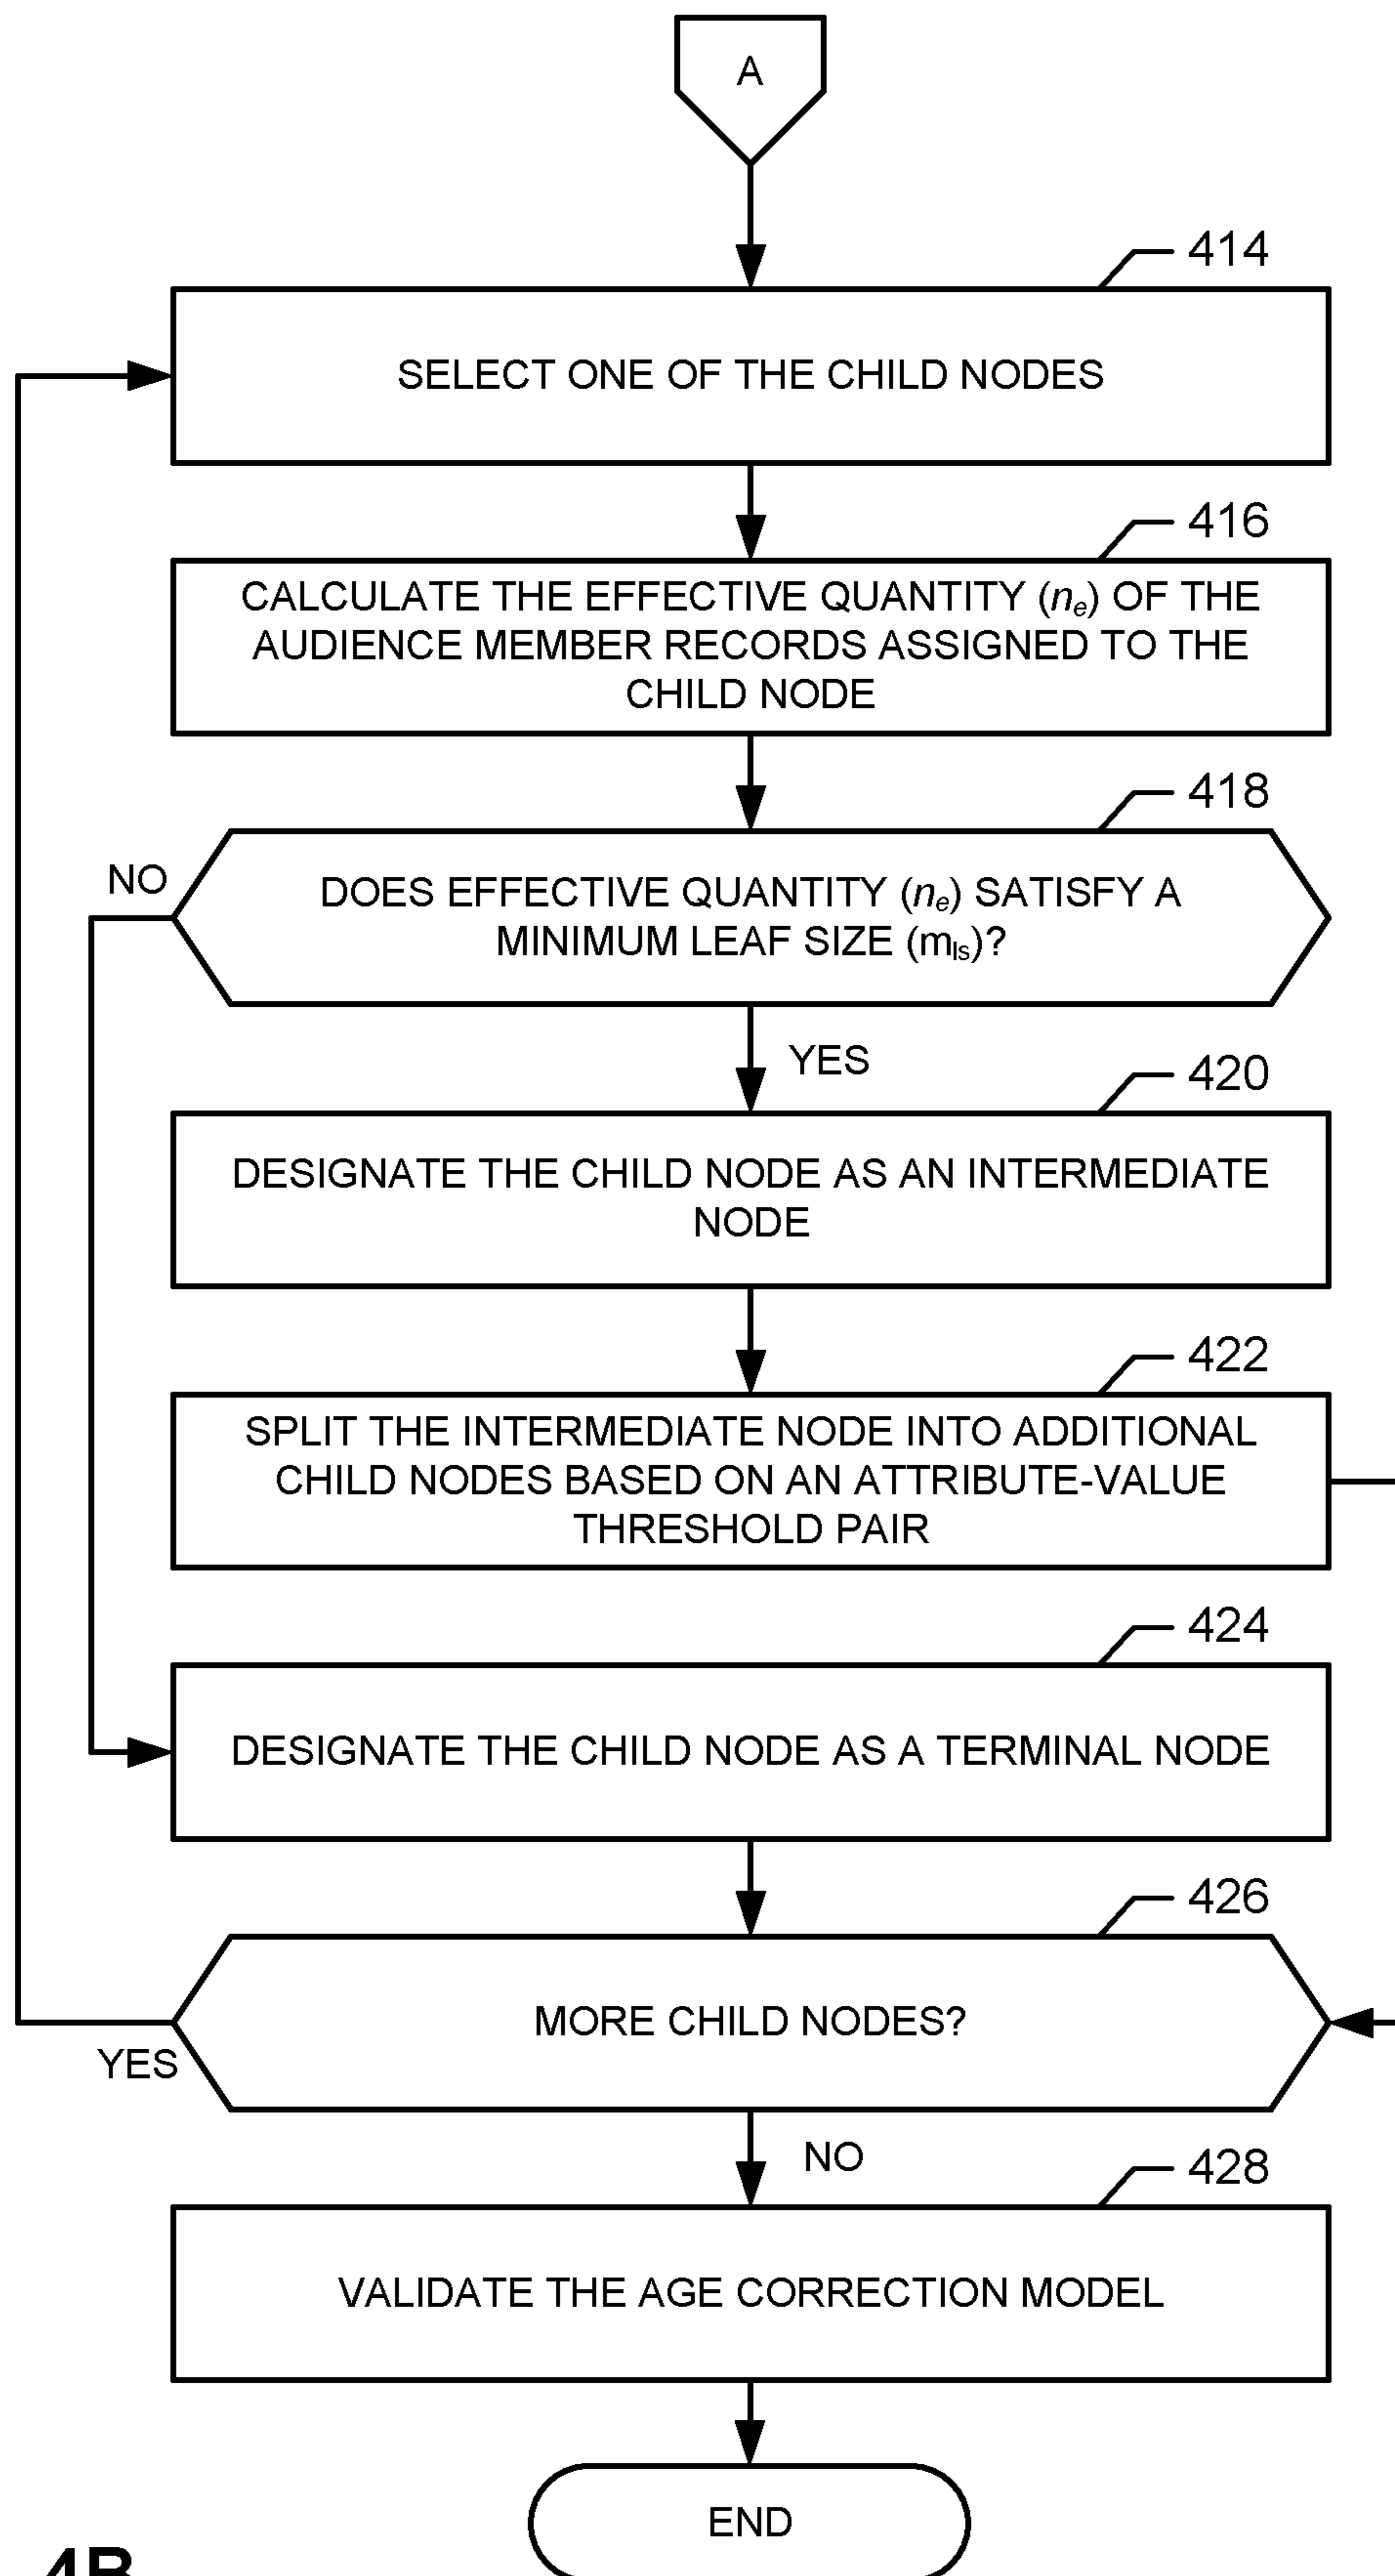 A
414
SELECT ONE OF THE CHILD NODES
416
CALCULATE THE EFFECTIVE QUANTITY (nₑ) OF THE
AUDIENCE MEMBER RECORDS ASSIGNED TO THE
CHILD NODE
418
NO
DOES EFFECTIVE QUANTITY (nₑ) SATISFY A
MINIMUM LEAF SIZE (mₗₛ)?
YES
420
DESIGNATE THE CHILD NODE AS AN INTERMEDIATE
NODE
422
SPLIT THE INTERMEDIATE NODE INTO ADDITIONAL
CHILD NODES BASED ON AN ATTRIBUTE-VALUE
THRESHOLD PAIR
424
DESIGNATE THE CHILD NODE AS A TERMINAL NODE
426
MORE CHILD NODES?
YES
NO
428
VALIDATE THE AGE CORRECTION MODEL
END
4B